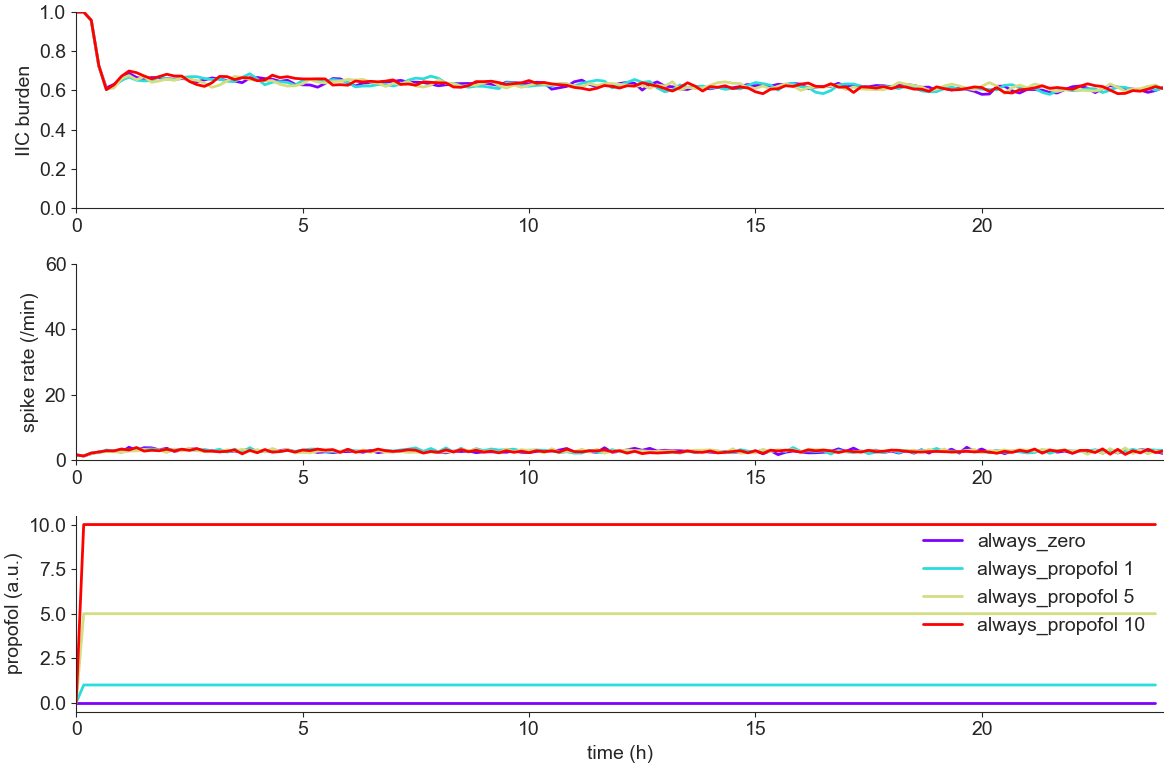 1.0
0.8
0.6
0.4
0.2
0.0
IIC burden
0 5 10 15 20
60
40
20
0
spike rate (/min)
0 5 10 15 20
10.0
7.5
5.0
2.5
0.0
propofol (a.u.)
always_zero
always_propofol 1
always_propofol 5
always_propofol 10
0 5 10 15 20
time (h)